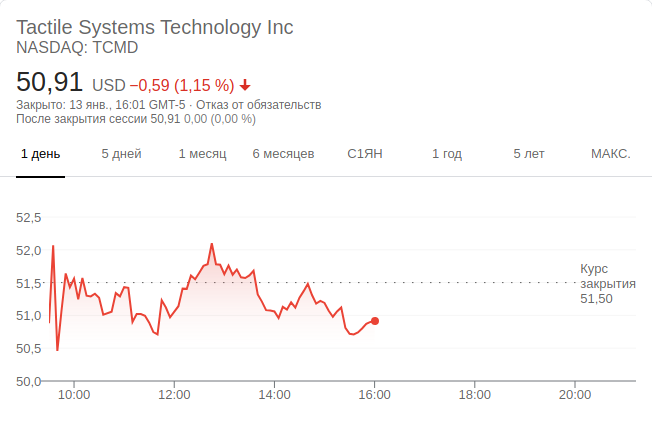 Tactile Systems Technology Inc
NASDAQ: TCMD
50,91 USD −0,59 (1,15 %)
Закрыто: 13 янв., 16:01 GMT-5 · Отказ от обязательств
После закрытия сессии 50,91 0,00 (0,00 %)
1 день 5 дней 1 месяц 6 месяцев С1ЯН 1 год 5 лет МАКС.
52,5
52,0
51,5
51,0
50,5
50,0
Курс
закрытия
51,50
10:00 12:00 14:00 16:00 18:00 20:00